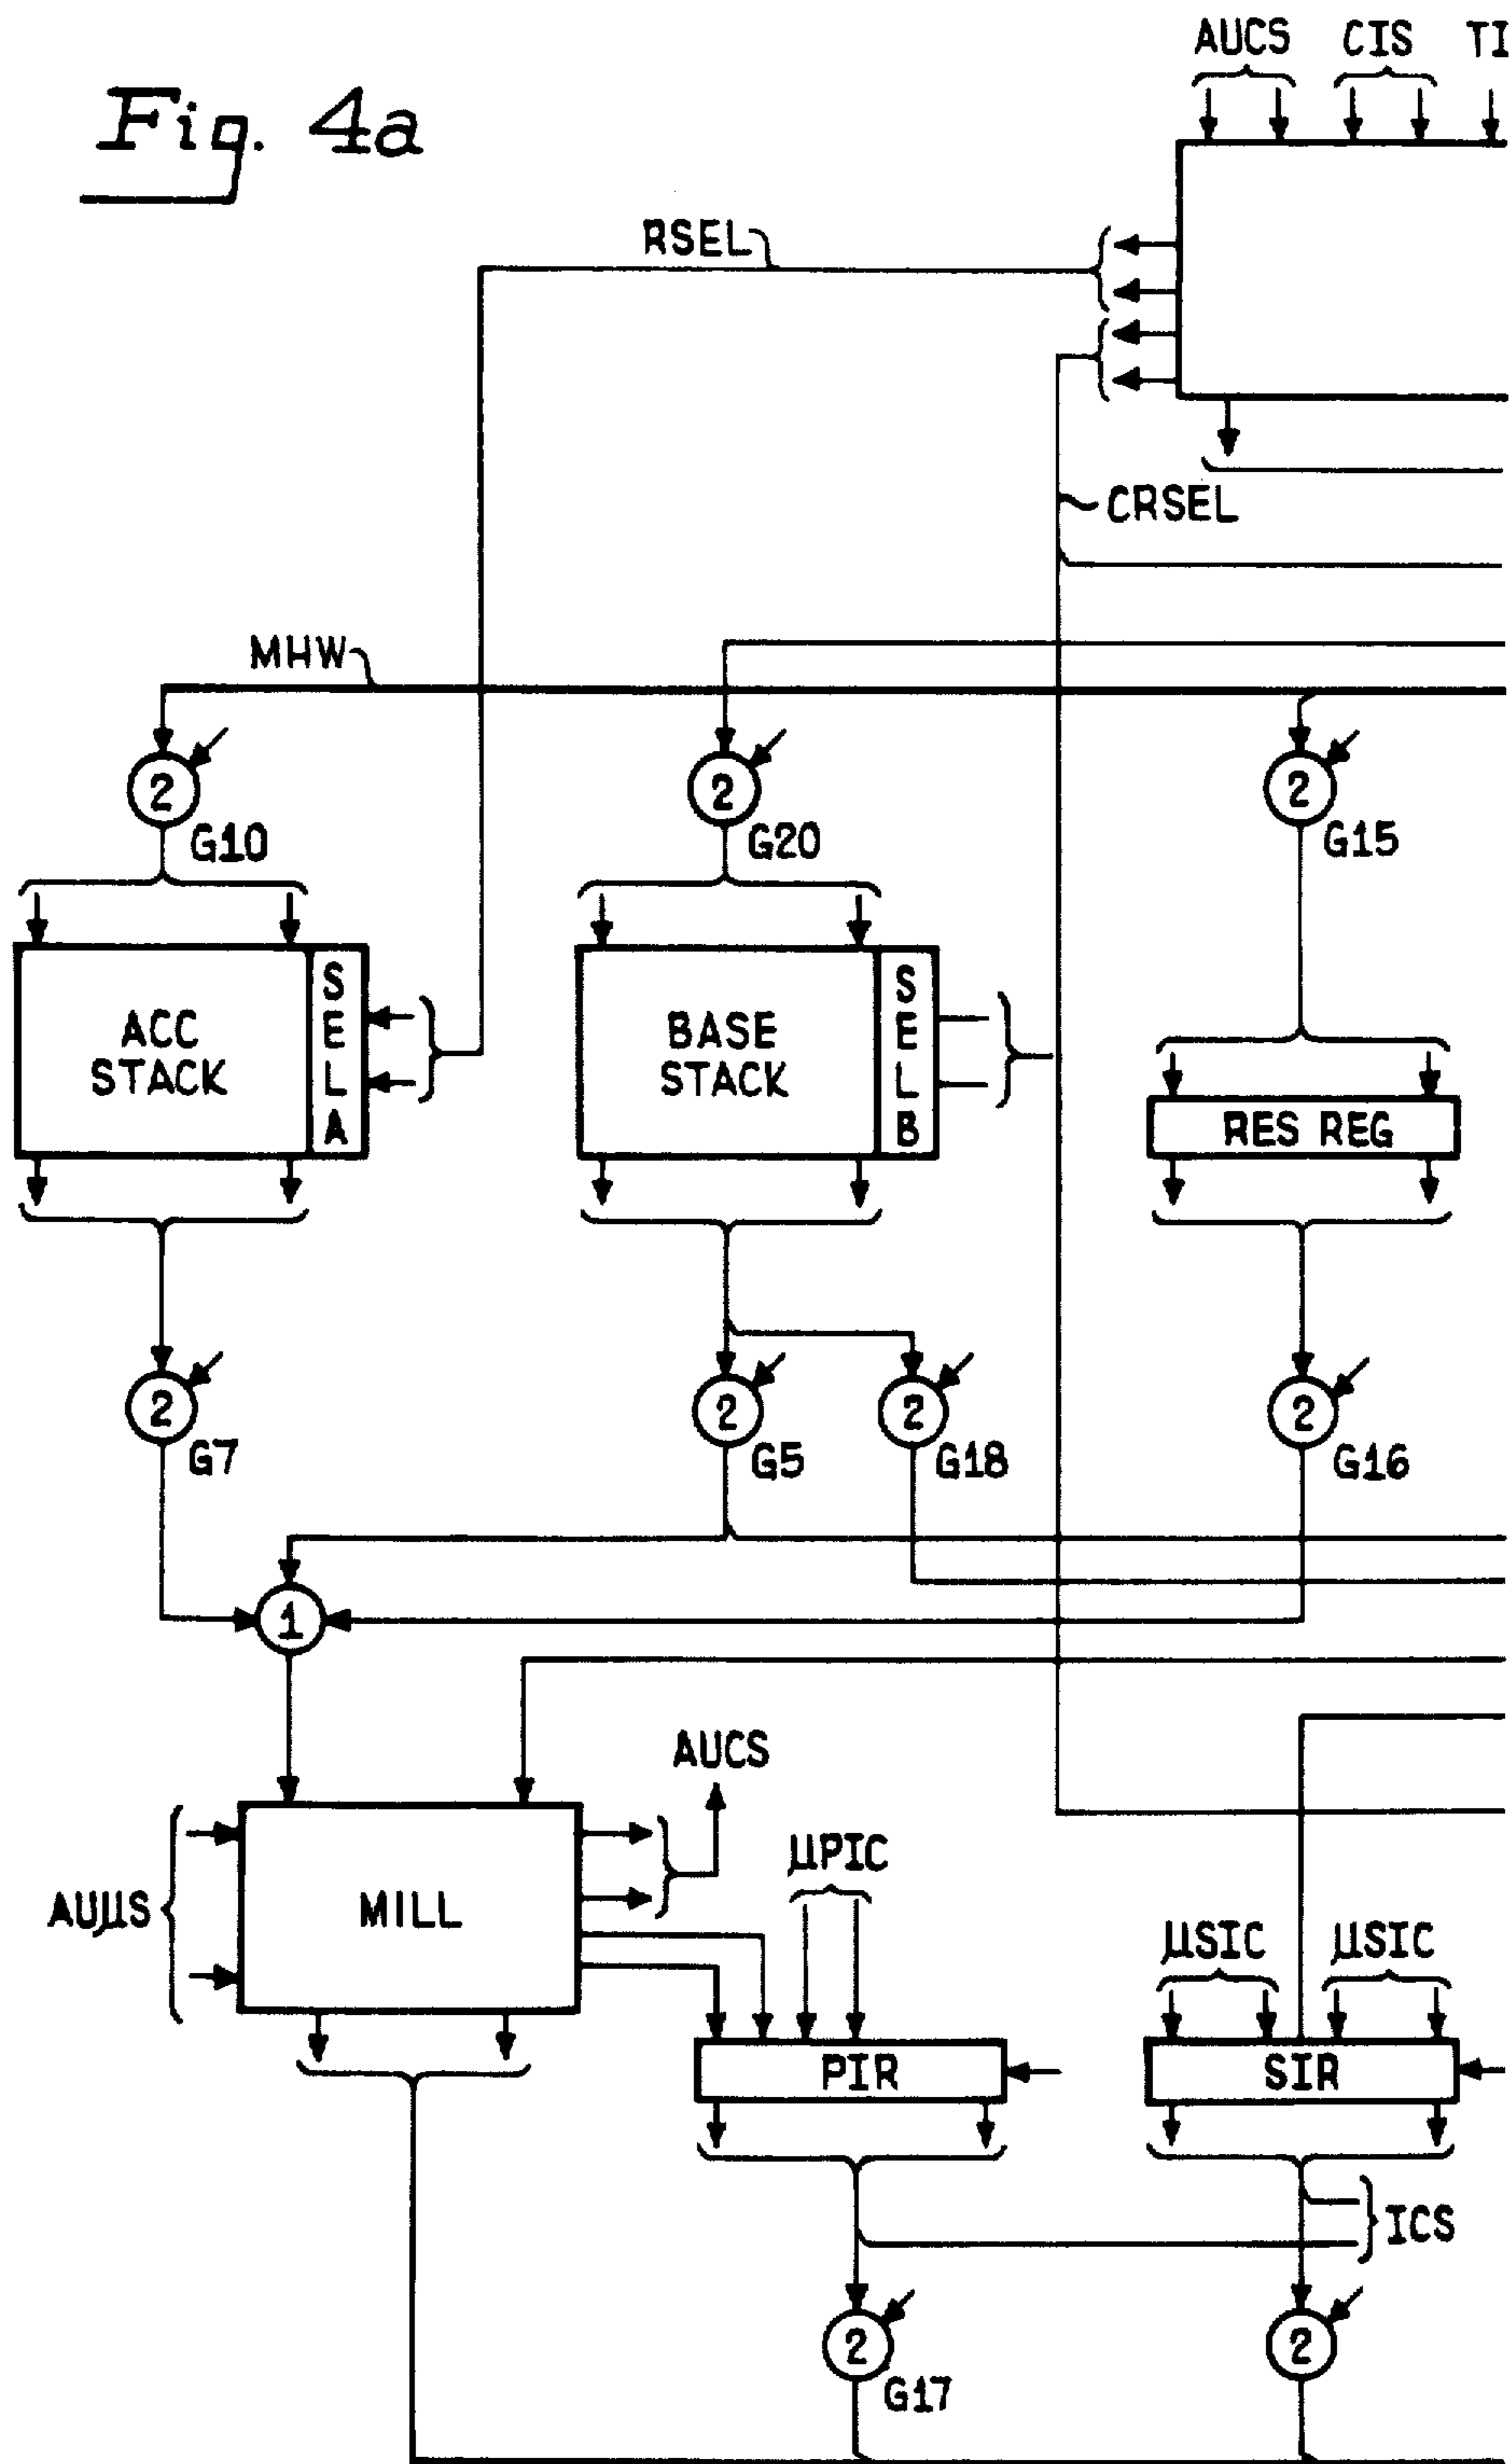 Fig. 4a
AUCS CIS TI
RSEL
CRSEL
MHW
2 2 2
G10 G20 G15
ACC STACK
SELA
BASE STACK
SELB
RES REG
2 2 2 2
G7 G5 G18 G16
1
AUCS
µPIC
AUµS
MILL
µSIC µSIC
PIR SIR
ICS
2 2
G17